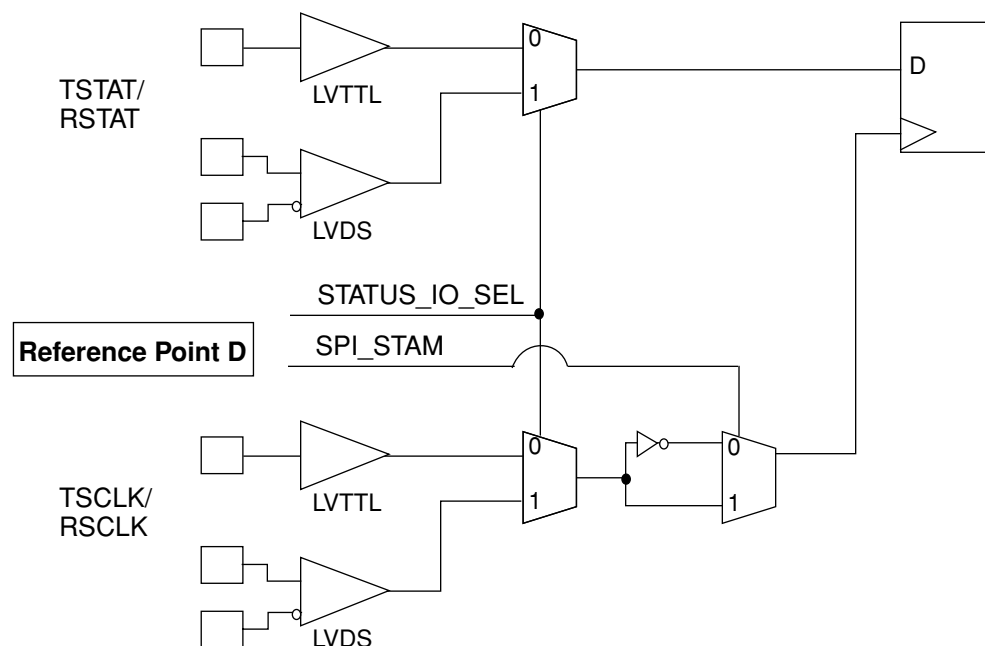 0
D
TSTAT/
RSTAT
LVTTL
1
LVDS
STATUS_IO_SEL
SPI_STAM
Reference Point D
0
0
TSCLK/
RSCLK
LVTTL
1
1
LVDS